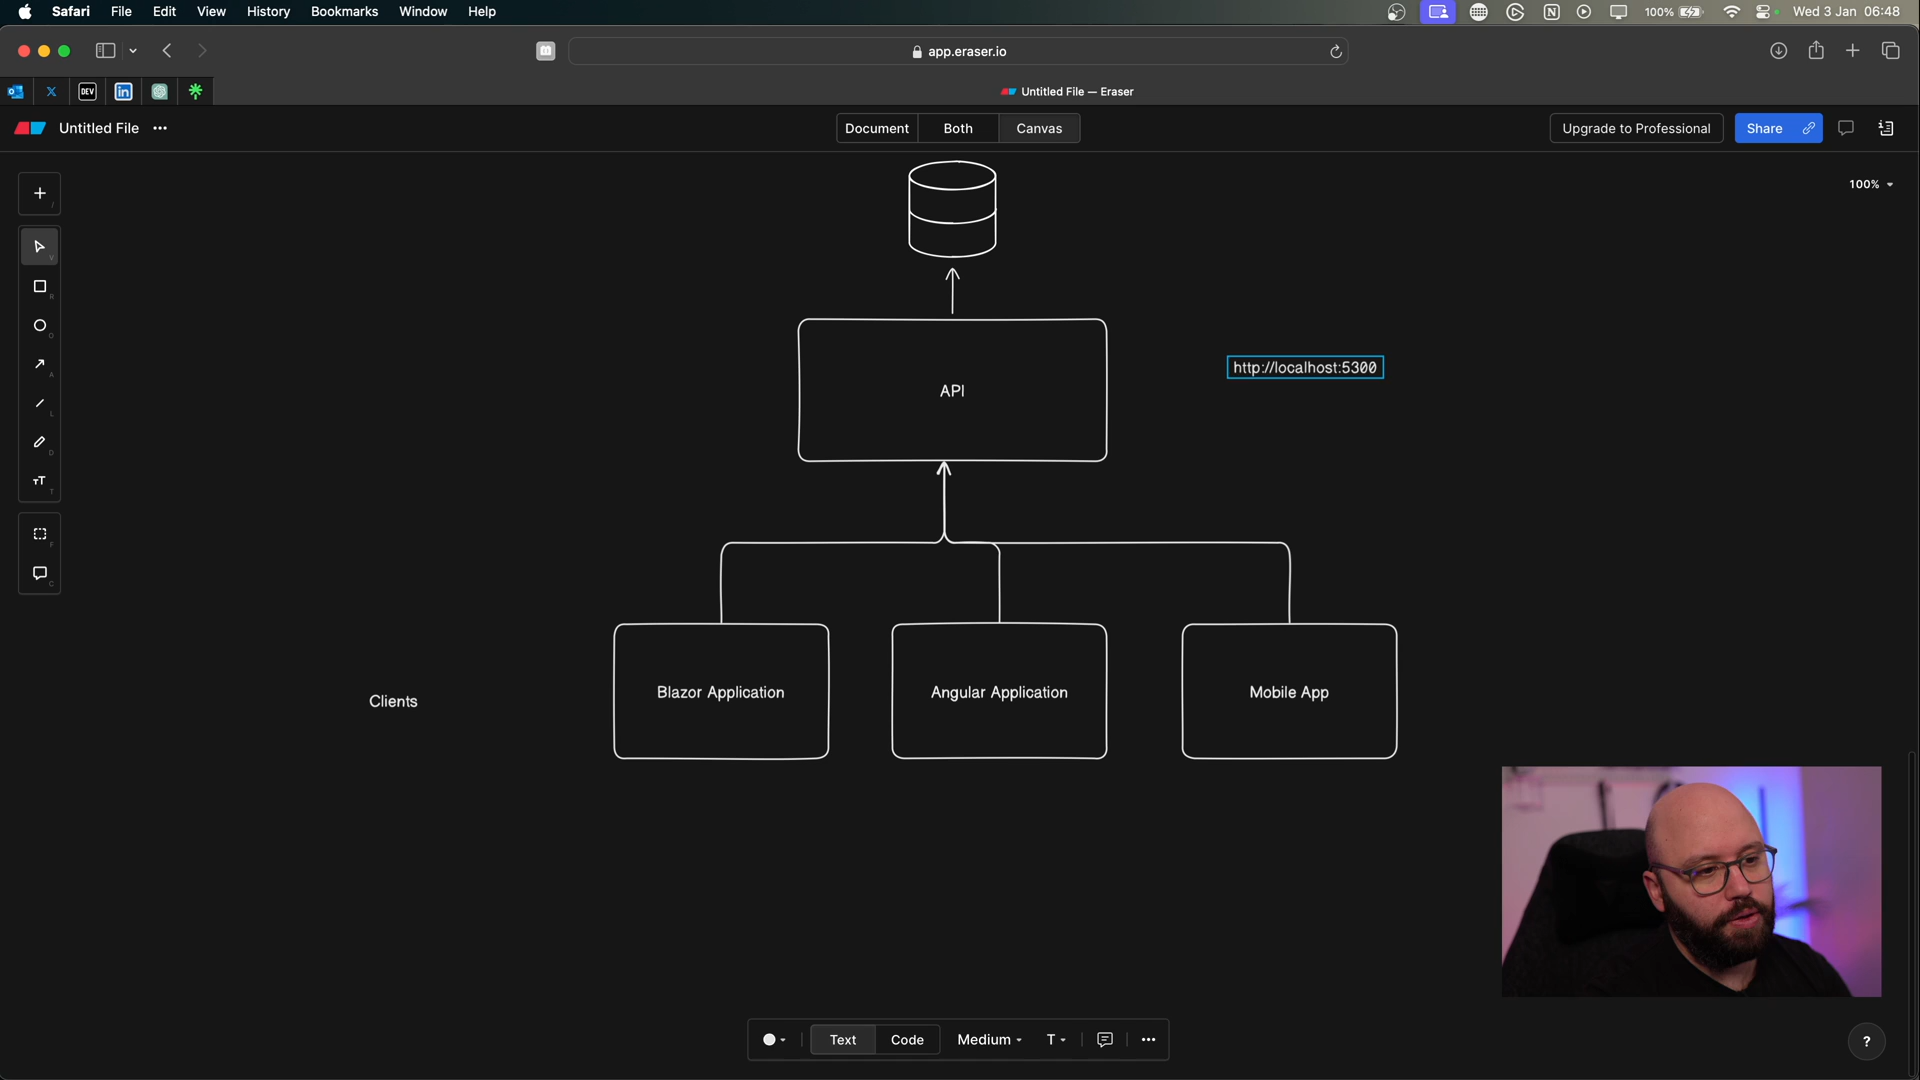 Safari File Edit View History Bookmarks Window Help
100% Wed 3 Jan 06:48
app.eraser.io
DEV
in
Untitled File — Eraser
Untitled File
Document Both Canvas
Upgrade to Professional
Share
100%
API
http://localhost:5300
Clients
Blazor Application
Angular Application
Mobile App
Text Code Medium T
?